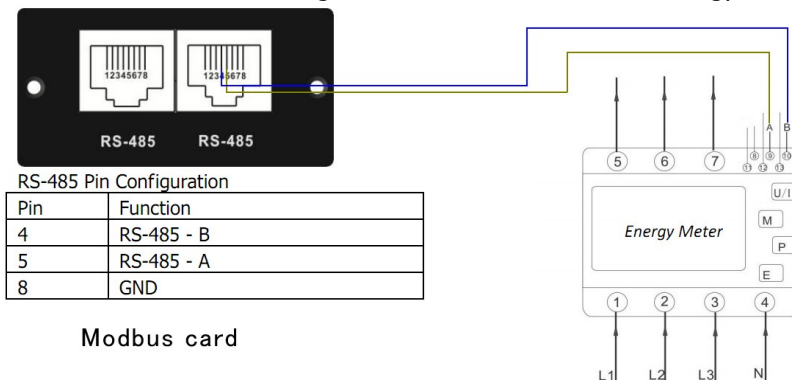 12345678
12345678
RS-485
RS-485
RS-485 Pin Configuration
Pin Function
4 RS-485 - B
5 RS-485 - A
8 GND
Modbus card
A B
8 9 10
11 12 13
5 6 7
U/I
M
Energy Meter
P
E
1 2 3 4
L1 L2 L3 N